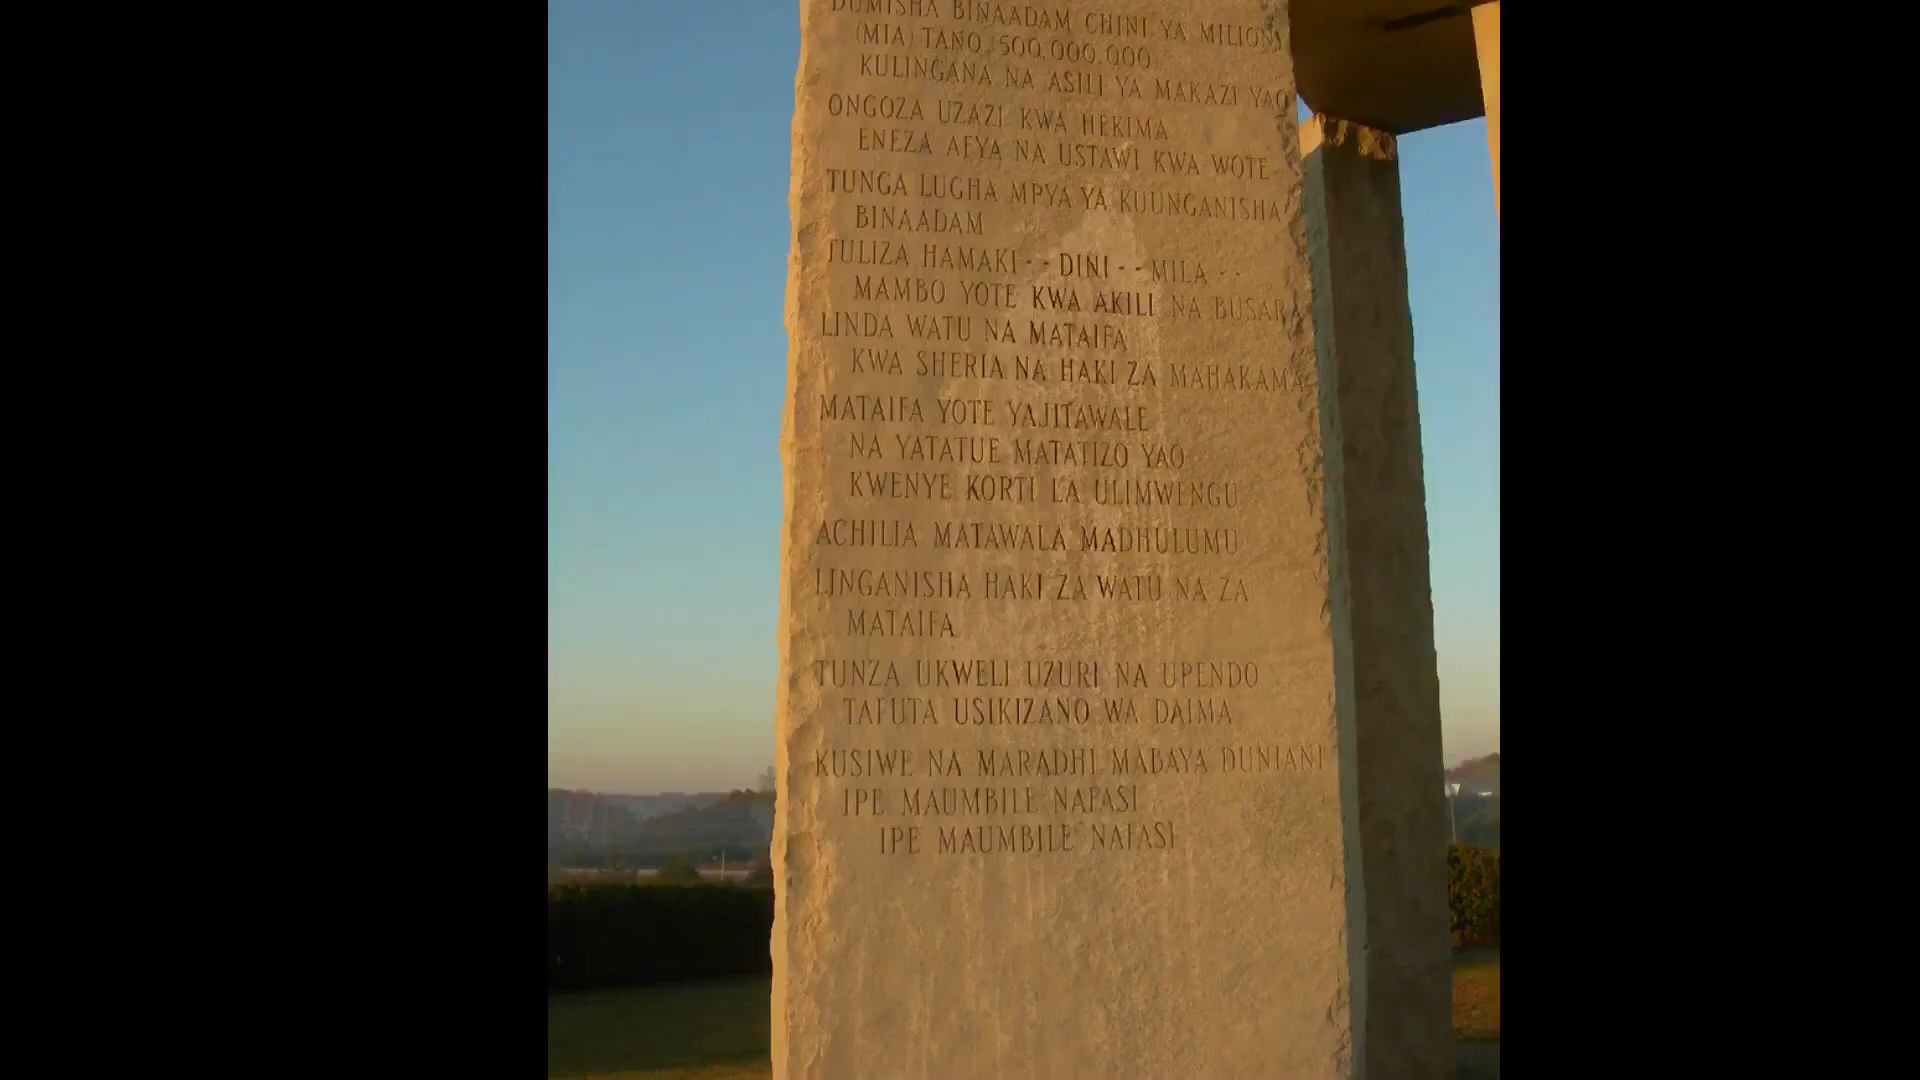 DUMISHA BINAADAM CHINI YA MILIONI
(MIA) TANO (500,000,000)
KULINGANA NA ASILI YA MAKAZI YAO
ONGOZA UZAZI KWA HEKIMA
ENEZA AFYA NA USTAWI KWA WOTE
TUNGA LUGHA MPYA YA KUUNGANISHA
BINAADAM
TULIZA HAMAKI -- DINI -- MILA --
MAMBO YOTE KWA AKILI NA BUSARA
LINDA WATU NA MATAIFA
KWA SHERIA NA HAKI ZA MAHAKAMA
MATAIFA YOTE YAJITAWALE
NA YATATUE MATATIZO YAO
KWENYE KORTI LA ULIMWENGU
ACHILIA MATAWALA MADHULUMU
LINGANISHA HAKI ZA WATU NA ZA
MATAIFA
TUNZA UKWELI UZURI NA UPENDO
TAFUTA USIKIZANO WA DAIMA
KUSIWE NA MARADHI MABAYA DUNIANI
IPE MAUMBILE NAFASI
IPE MAUMBILE NAFASI